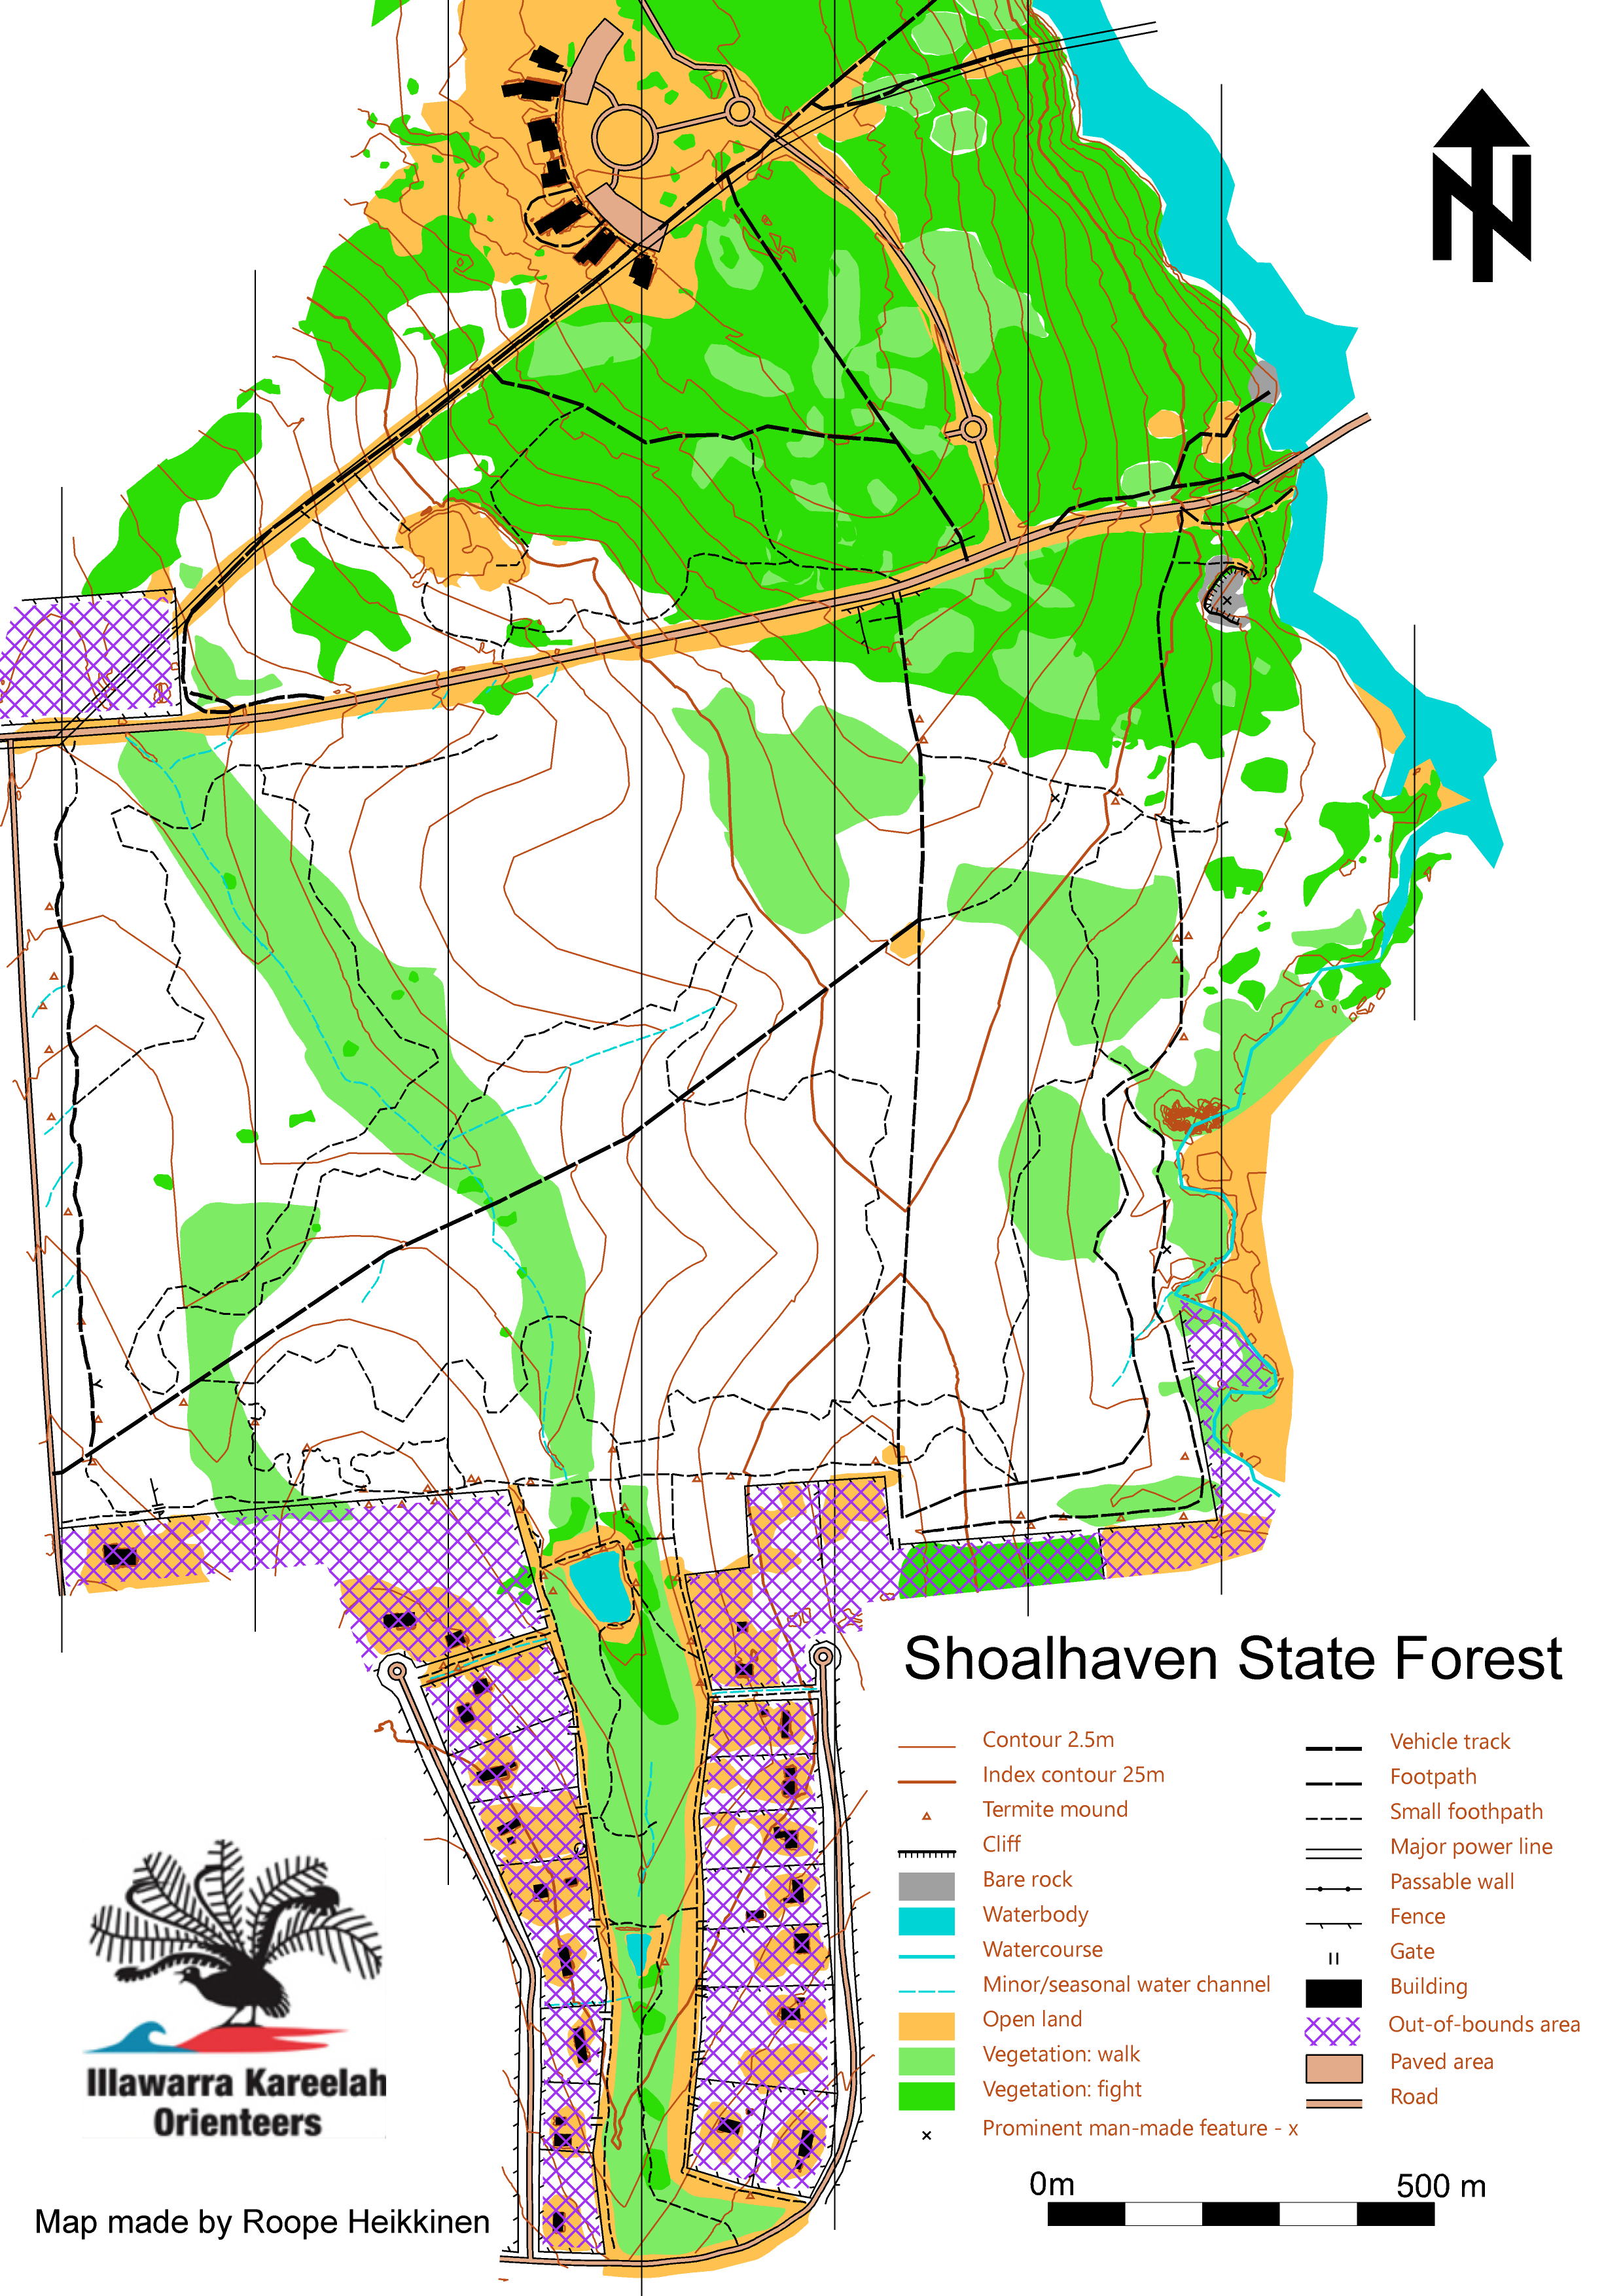 N
Shoalhaven State Forest
Contour 2.5m
Index contour 25m
Termite mound
Cliff
Bare rock
Waterbody
Watercourse
Minor/seasonal water channel
Open land
Vegetation: walk
Vegetation: fight
Prominent man-made feature - x
Vehicle track
Footpath
Small foothpath
Major power line
Passable wall
Fence
Gate
Building
Out-of-bounds area
Paved area
Road
0m 500 m
Illawarra Kareelah
Orienteers
Map made by Roope Heikkinen